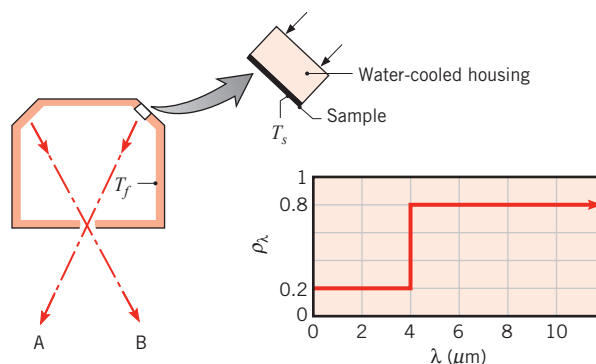 Water-cooled housing
Sample
T_s
T_f
A
B
1
0.8
0.2
0
ρ_λ
0 2 4 6 8 10
λ (μm)